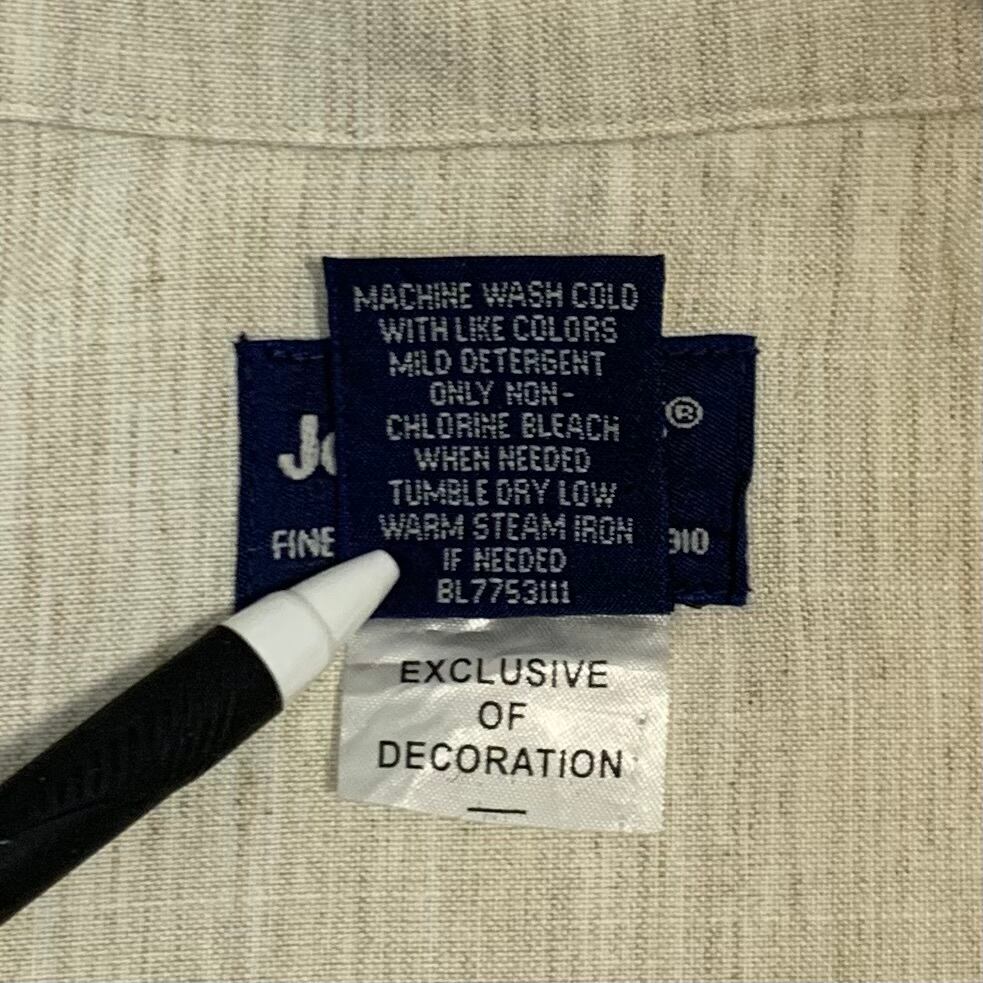 MACHINE WASH COLD
WITH LIKE COLORS
MILD DETERGENT
ONLY NON-
CHLORINE BLEACH
WHEN NEEDED
TUMBLE DRY LOW
WARM STEAM IRON
IF NEEDED
BL7753111
®
FINE
EXCLUSIVE
OF
DECORATION